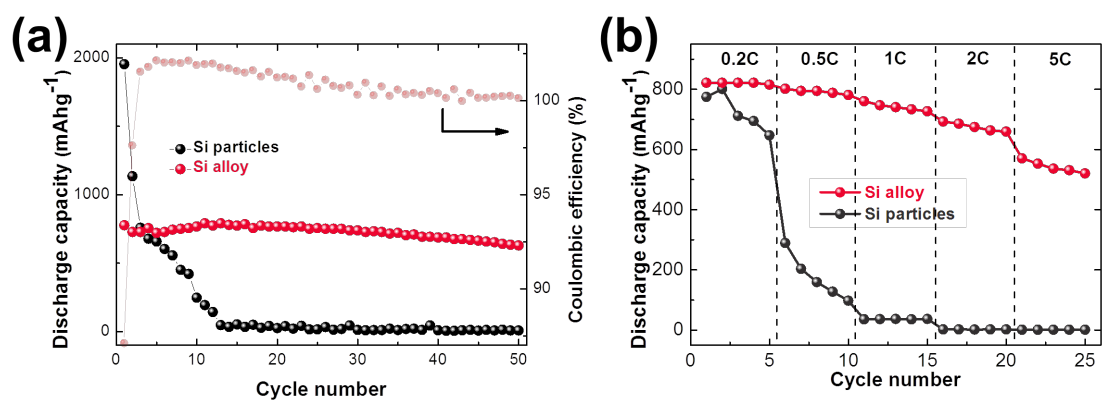 (a)
Discharge capacity (mAhg-1)
2000
1000
0
Si particles
Si alloy
100
95
90
Coulombic efficiency (%)
0 10 20 30 40 50
Cycle number
(b)
Discharge capacity (mAhg-1)
0.2C 0.5C 1C 2C 5C
800
600
400
200
0
Si alloy
Si particles
0 5 10 15 20 25
Cycle number